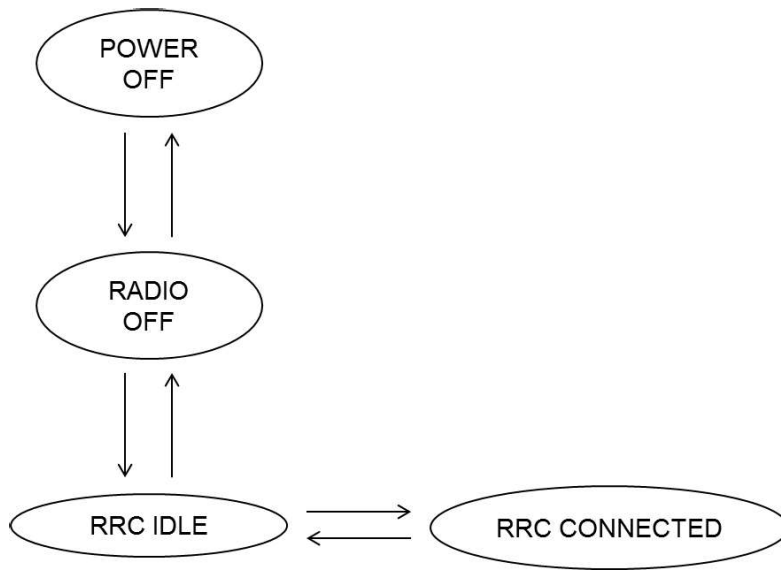 POWER
OFF
RADIO
OFF
RRC IDLE
RRC CONNECTED